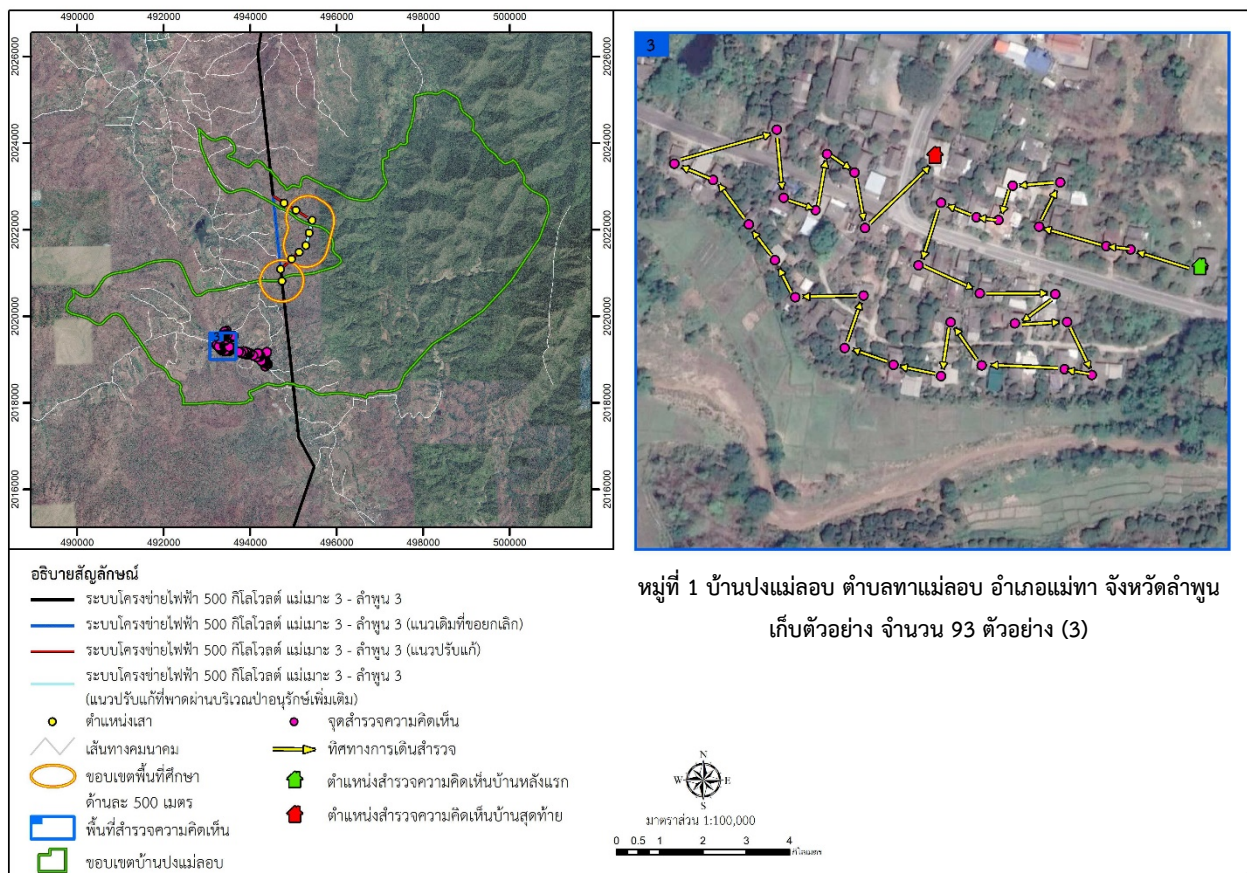 490000 492000 494000 496000 498000 500000
2026000
2024000
2022000
2020000
2018000
2016000
2026000
2024000
2022000
2020000
2018000
2016000
490000 492000 494000 496000 498000 500000
3
หมู่ที่ 1 บ้านปงแม่ลอบ ตำบลทาแม่ลอบ อำเภอแม่ทา จังหวัดลำพูน
เก็บตัวอย่าง จำนวน 93 ตัวอย่าง (3)
อธิบายสัญลักษณ์
ระบบโครงข่ายไฟฟ้า 500 กิโลโวลต์ แม่เมาะ 3 - ลำพูน 3
ระบบโครงข่ายไฟฟ้า 500 กิโลโวลต์ แม่เมาะ 3 - ลำพูน 3 (แนวเดิมที่ขอยกเลิก)
ระบบโครงข่ายไฟฟ้า 500 กิโลโวลต์ แม่เมาะ 3 - ลำพูน 3 (แนวปรับแก้)
ระบบโครงข่ายไฟฟ้า 500 กิโลโวลต์ แม่เมาะ 3 - ลำพูน 3
(แนวปรับแก้ที่พาดผ่านบริเวณป่าอนุรักษ์เพิ่มเติม)
ตำแหน่งเสา
เส้นทางคมนาคม
ขอบเขตพื้นที่ศึกษา
ด้านละ 500 เมตร
พื้นที่สำรวจความคิดเห็น
ขอบเขตบ้านปงแม่ลอบ
จุดสำรวจความคิดเห็น
ทิศทางการเดินสำรวจ
ตำแหน่งสำรวจความคิดเห็นบ้านหลังแรก
ตำแหน่งสำรวจความคิดเห็นบ้านสุดท้าย
N
W E
S
มาตราส่วน 1:100,000
0 0.5 1 2 3 4
กิโลเมตร